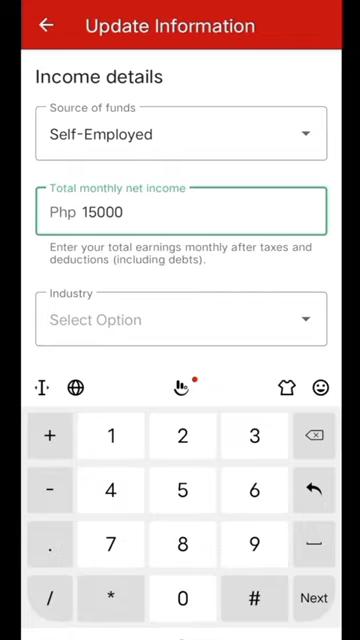 Update Information
Income details
Source of funds
Self-Employed
Total monthly net income
Php 15000
Enter your total earnings monthly after taxes and
deductions (including debts).
Industry
Select Option
+ 1 2 3
- 4 5 6
. 7 8 9
/ * 0 # Next